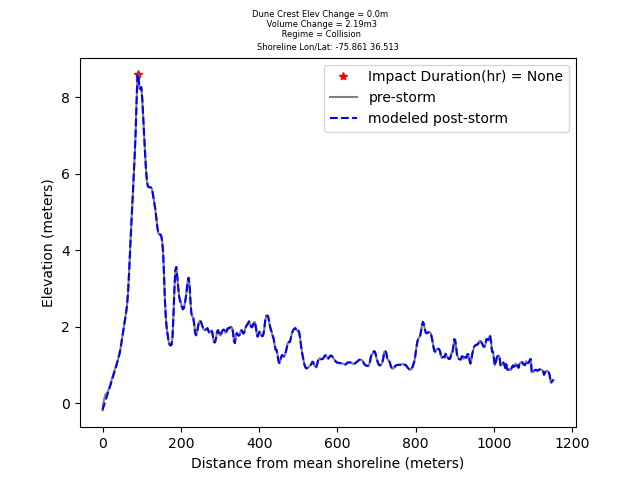 Dune Crest Elev Change = 0.0m
Volume Change = 2.19m3
Regime = Collision
Shoreline Lon/Lat: -75.861 36.513
Impact Duration(hr) = None
pre-storm
modeled post-storm
8
6
4
2
0
Elevation (meters)
0 200 400 600 800 1000 1200
Distance from mean shoreline (meters)